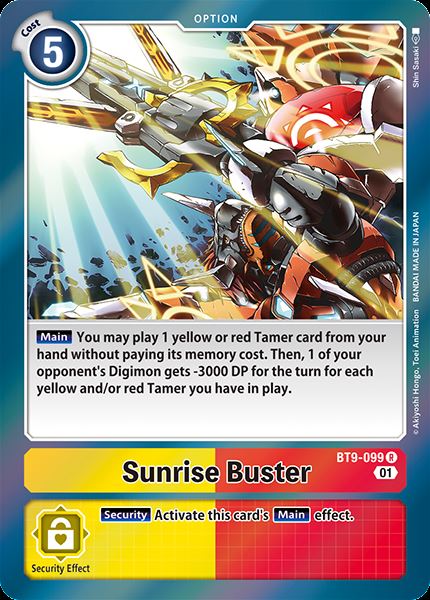 Cost
5
OPTION
Shin Sasaki
© Akiyoshi Hongo, Toei Animation BANDAI MADE IN JAPAN
Main You may play 1 yellow or red Tamer card from your
hand without paying its memory cost. Then, 1 of your
opponent's Digimon gets -3000 DP for the turn for each
yellow and/or red Tamer you have in play.
BT9-099 R
Sunrise Buster
01
Security Activate this card's Main effect.
Security Effect